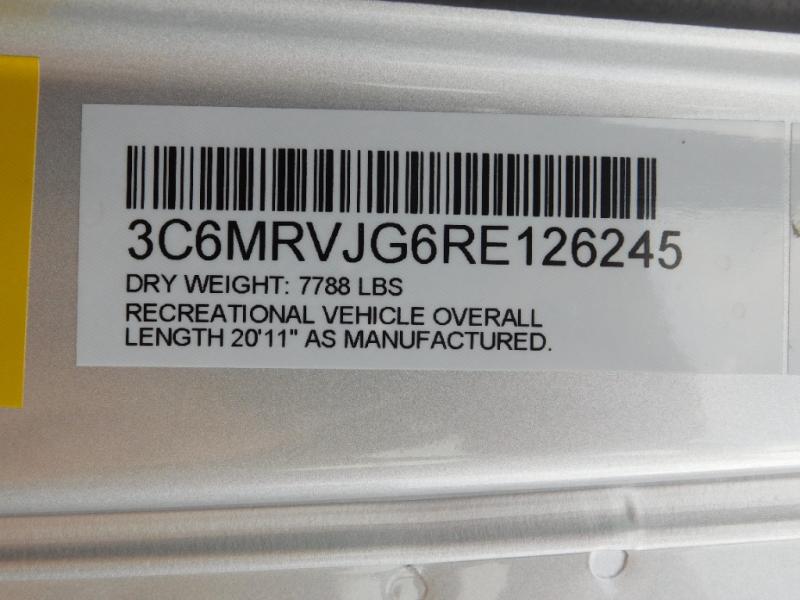 3C6MRVJG6RE126245
DRY WEIGHT: 7788 LBS
RECREATIONAL VEHICLE OVERALL
LENGTH 20'11" AS MANUFACTURED.